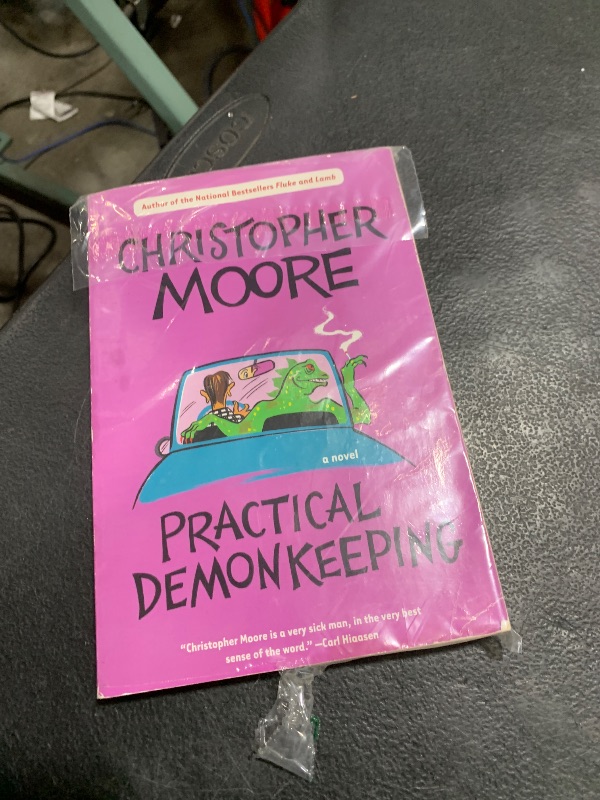 Author of the National Bestsellers Fluke and Lamb
CHRISTOPHER
MOORE
a novel
PRACTICAL
DEMONKEEPING
"Christopher Moore is a very sick man, in the very best
sense of the word." —Carl Hiaasen